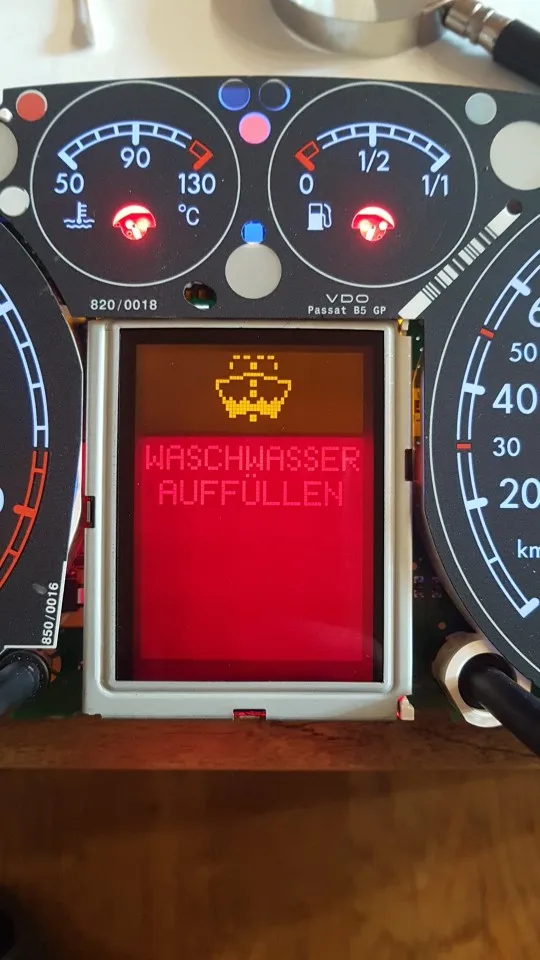 90
50 130
°C
1/2
0 1/1
820/0018
VDO
Passat B5 GP
WASCHWASSER
AUFFÜLLEN
850/0016
50
40
30
20